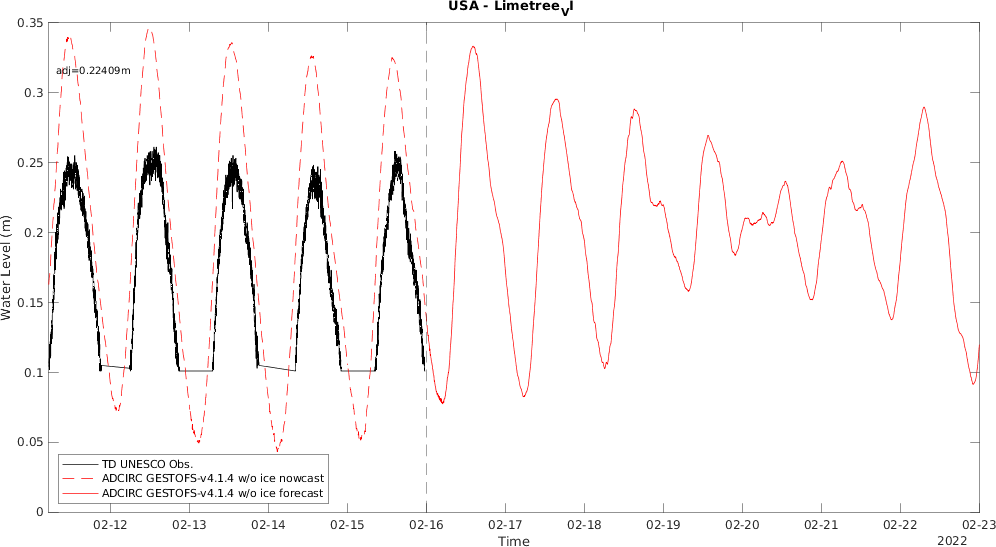 USA - Limetree_VI
0.35
adj=0.22409m
0.3
0.25
0.2
0.15
0.1
0.05
0
Water Level (m)
TD UNESCO Obs.
ADCIRC GESTOFS-v4.1.4 w/o ice nowcast
ADCIRC GESTOFS-v4.1.4 w/o ice forecast
02-12 02-13 02-14 02-15 02-16 02-17 02-18 02-19 02-20 02-21 02-22 02-23
Time
2022